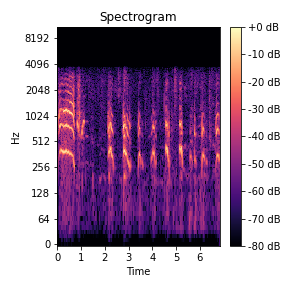 Spectrogram
8192
4096
2048
1024
512
256
128
64
0
Hz
0 1 2 3 4 5 6
Time
+0 dB
-10 dB
-20 dB
-30 dB
-40 dB
-50 dB
-60 dB
-70 dB
-80 dB